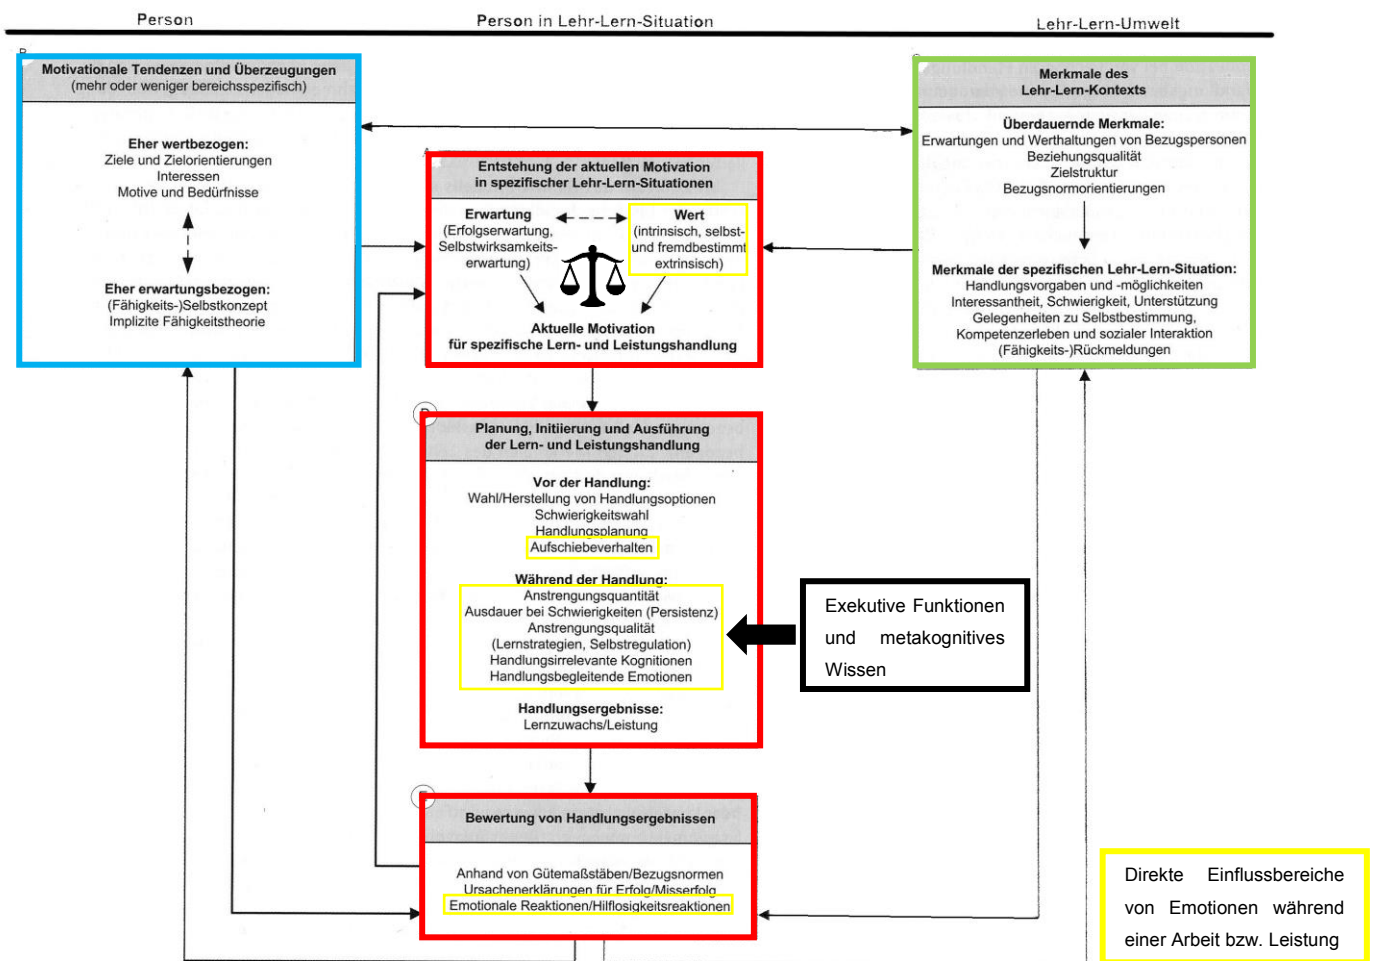 Person
Person in Lehr-Lern-Situation
Lehr-Lern-Umwelt
Motivationale Tendenzen und Überzeugungen
(mehr oder weniger bereichsspezifisch)
Eher wertbezogen:
Ziele und Zielorientierungen
Interessen
Motive und Bedürfnisse
Eher erwartungsbezogen:
(Fähigkeits-)Selbstkonzept
Implizite Fähigkeitstheorie
Entstehung der aktuellen Motivation
in spezifischer Lehr-Lern-Situationen
Erwartung
(Erfolgserwartung,
Selbstwirksamkeits-
erwartung)
Wert
(intrinsisch, selbst-
und fremdbestimmt
extrinsisch)
Aktuelle Motivation
für spezifische Lern- und Leistungshandlung
Merkmale des
Lehr-Lern-Kontexts
Überdauernde Merkmale:
Erwartungen und Werthaltungen von Bezugspersonen
Beziehungsqualität
Zielstruktur
Bezugsnormorientierungen
Merkmale der spezifischen Lehr-Lern-Situation:
Handlungsvorgaben und -möglichkeiten
Interessantheit, Schwierigkeit, Unterstützung
Gelegenheiten zu Selbstbestimmung,
Kompetenzerleben und sozialer Interaktion
(Fähigkeits-)Rückmeldungen
Planung, Initiierung und Ausführung
der Lern- und Leistungshandlung
Vor der Handlung:
Wahl/Herstellung von Handlungsoptionen
Schwierigkeitswahl
Handlungsplanung
Aufschiebeverhalten
Während der Handlung:
Anstrengungsquantität
Ausdauer bei Schwierigkeiten (Persistenz)
Anstrengungsqualität
(Lernstrategien, Selbstregulation)
Handlungsirrelevante Kognitionen
Handlungsbegleitende Emotionen
Handlungsergebnisse:
Lernzuwachs/Leistung
Exekutive Funktionen
und metakognitives
Wissen
Bewertung von Handlungsergebnissen
Anhand von Gütemaßstäben/Bezugsnormen
Ursachenerklärungen für Erfolg/Misserfolg
Emotionale Reaktionen/Hilflosigkeitsreaktionen
Direkte Einflussbereiche
von Emotionen während
einer Arbeit bzw. Leistung